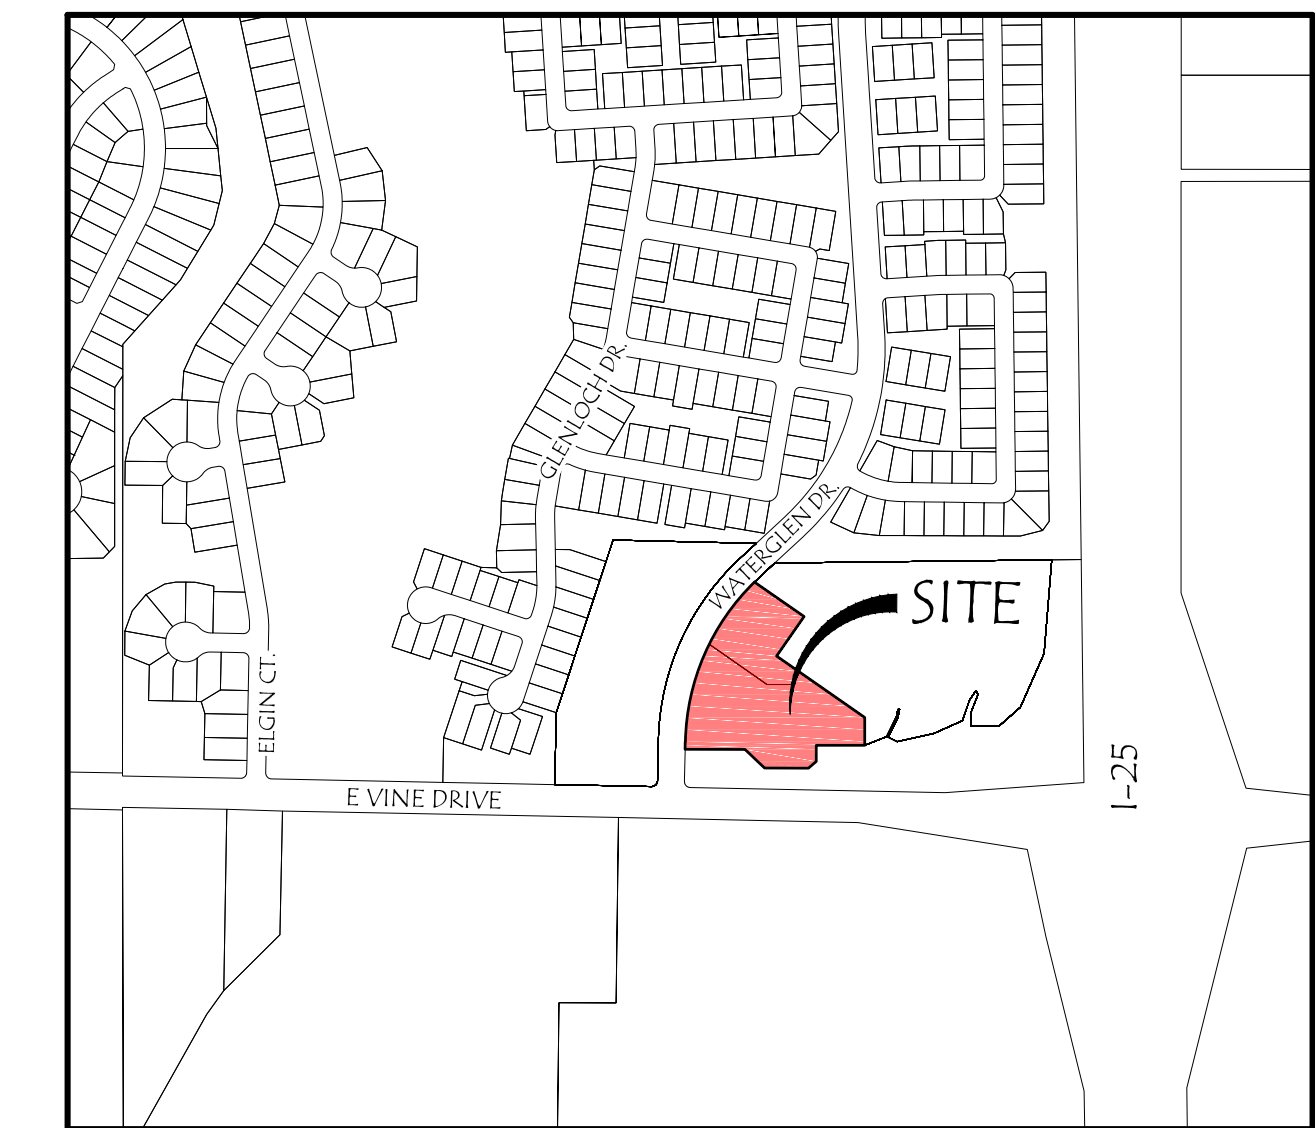 GLENLOCH DR.
WATERGLEN DR.
SITE
ELGIN CT.
I-25
E VINE DRIVE